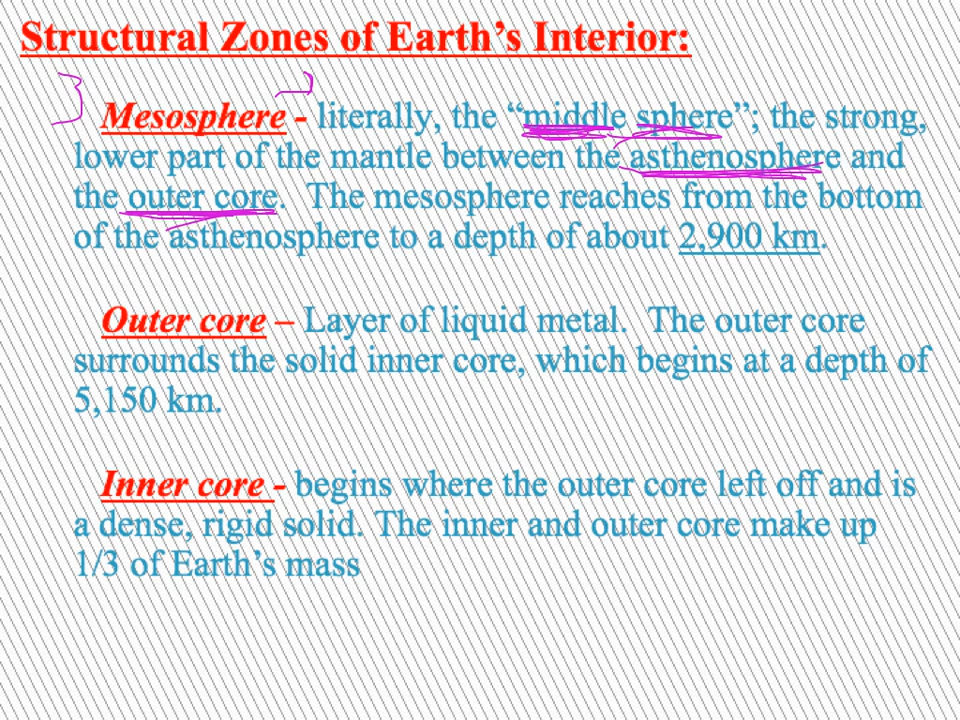 Structural Zones of Earth’s Interior:
Mesosphere - literally, the “middle sphere”; the strong,
lower part of the mantle between the asthenosphere and
the outer core. The mesosphere reaches from the bottom
of the asthenosphere to a depth of about 2,900 km.
Outer core – Layer of liquid metal. The outer core
surrounds the solid inner core, which begins at a depth of
5,150 km.
Inner core - begins where the outer core left off and is
a dense, rigid solid. The inner and outer core make up
1/3 of Earth’s mass